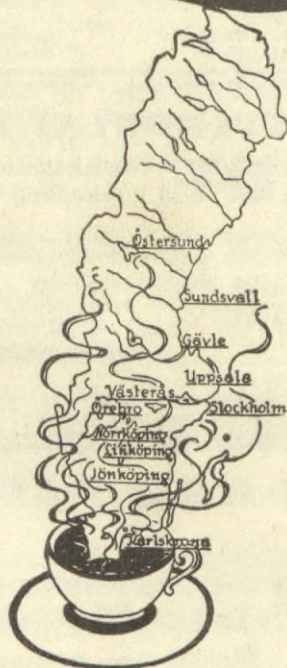 Östersund
Sundsvall
Gävle
Uppsala
Västerås
Örebro
Stockholm
Norrköping
Linköping
Jönköping
Karlskrona